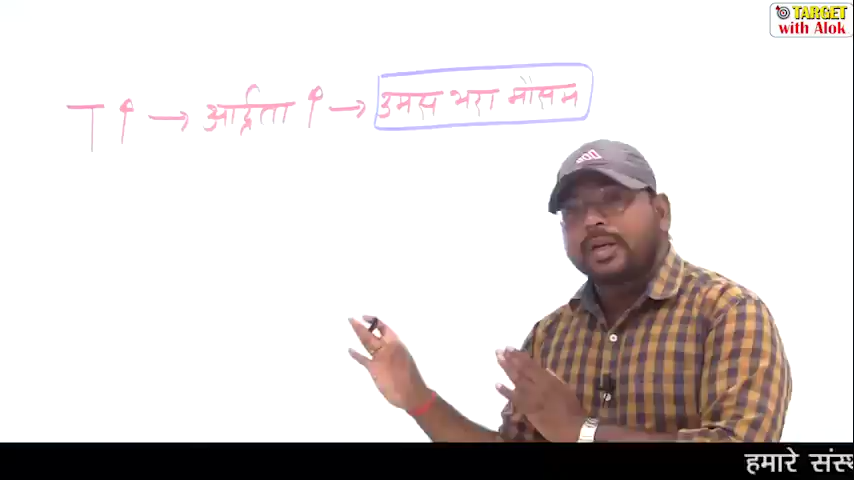 TARGET
with Alok
T↑ → आर्द्रता ↑ → उमस भरा मौसम
हमारे संस्थ